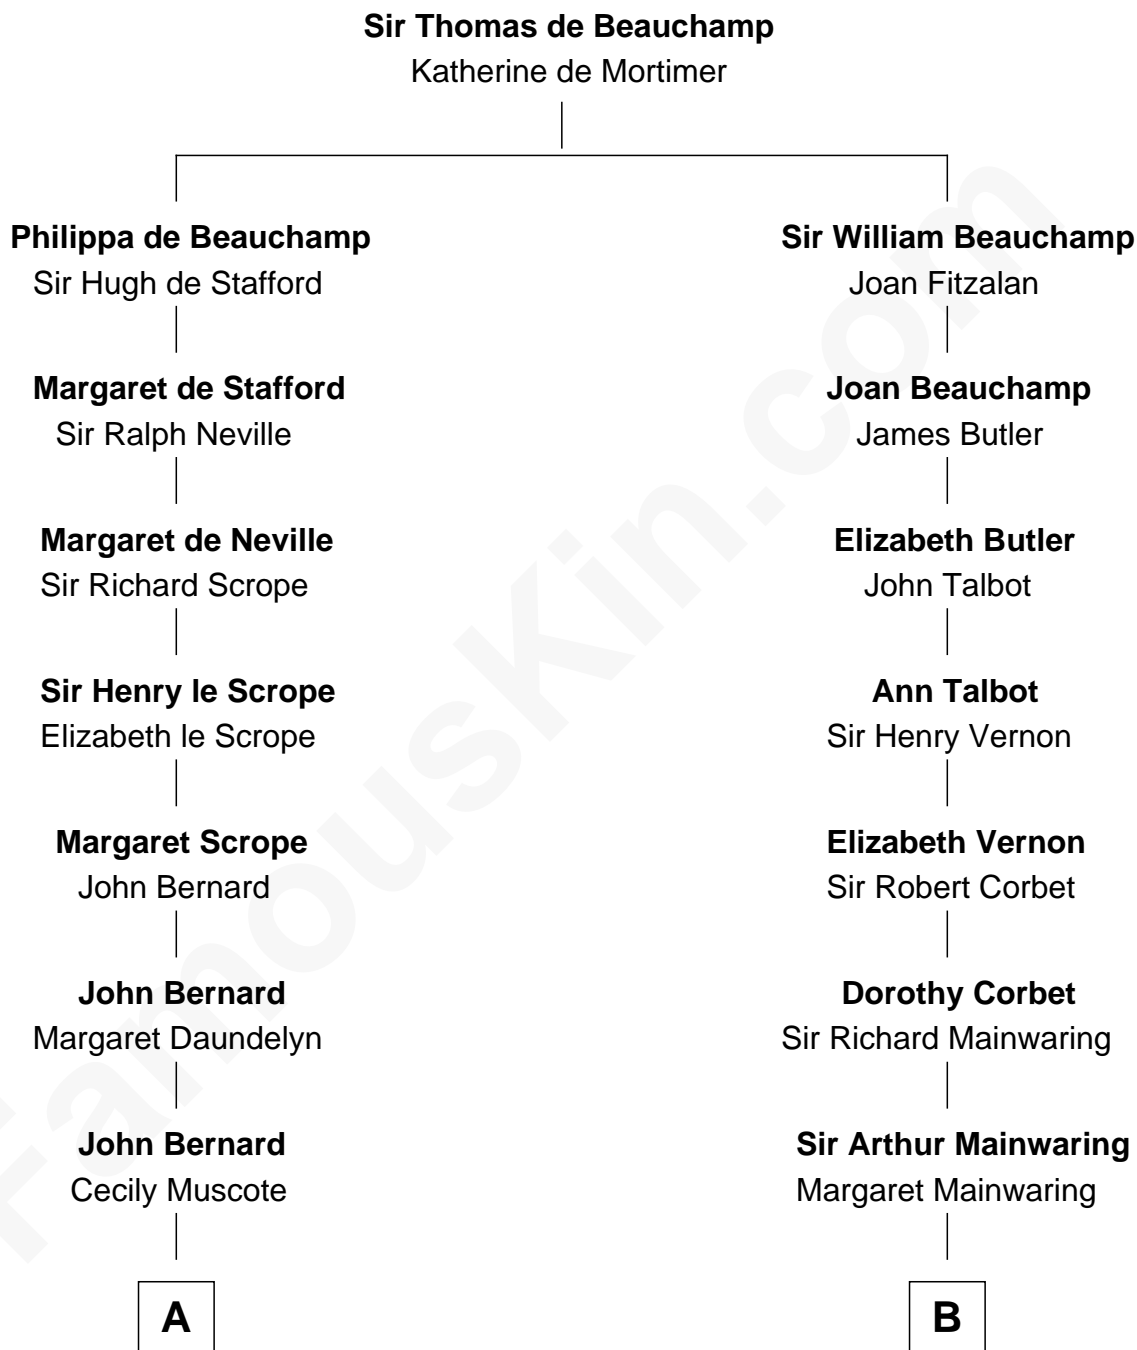 Sir Thomas de Beauchamp
Katherine de Mortimer
Philippa de Beauchamp
Sir Hugh de Stafford
Margaret de Stafford
Sir Ralph Neville
Margaret de Neville
Sir Richard Scrope
Sir Henry le Scrope
Elizabeth le Scrope
Margaret Scrope
John Bernard
John Bernard
Margaret Daundelyn
John Bernard
Cecily Muscote
A
Sir William Beauchamp
Joan Fitzalan
Joan Beauchamp
James Butler
Elizabeth Butler
John Talbot
Ann Talbot
Sir Henry Vernon
Elizabeth Vernon
Sir Robert Corbet
Dorothy Corbet
Sir Richard Mainwaring
Sir Arthur Mainwaring
Margaret Mainwaring
B
FamousKin.com